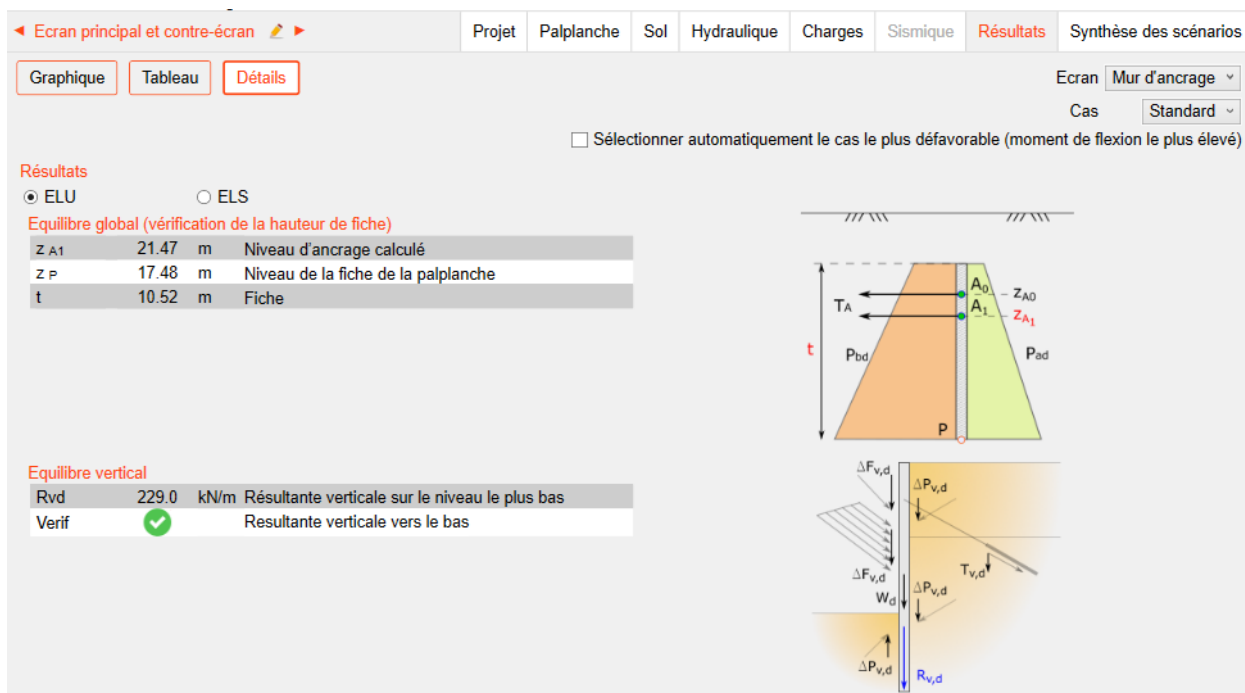 ◄ Ecran principal et contre-écran ►
Projet Palplanche Sol Hydraulique Charges Sismique Résultats Synthèse des scénarios
Graphique Tableau Détails
Ecran Mur d'ancrage
Cas Standard
Sélectionner automatiquement le cas le plus défavorable (moment de flexion le plus élevé)
Résultats
ELU ELS
Equilibre global (vérification de la hauteur de fiche)
Z A1 21.47 m Niveau d'ancrage calculé
Z P 17.48 m Niveau de la fiche de la palplanche
t 10.52 m Fiche
A0 ZA0
TA A1 ZA1
t Pbd Pad
P
Equilibre vertical
Rvd 229.0 kN/m Résultante verticale sur le niveau le plus bas
Verif Resultante verticale vers le bas
ΔFv,d
ΔPv,d
ΔFv,d Tv,d
Wd ΔPv,d
ΔPv,d
Rv,d